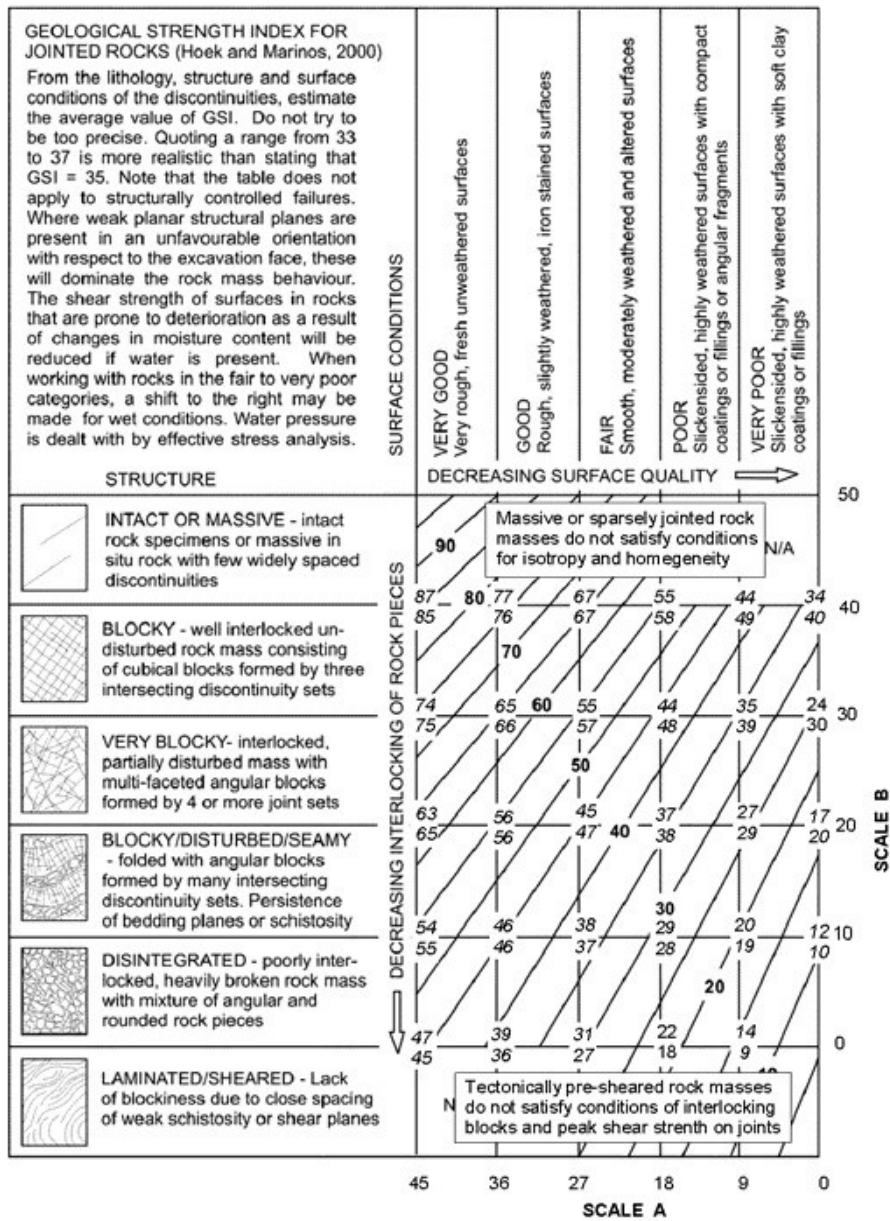 GEOLOGICAL STRENGTH INDEX FOR
JOINTED ROCKS (Hoek and Marinos, 2000)
From the lithology, structure and surface
conditions of the discontinuities, estimate
the average value of GSI. Do not try to
be too precise. Quoting a range from 33
to 37 is more realistic than stating that
GSI = 35. Note that the table does not
apply to structurally controlled failures.
Where weak planar structural planes are
present in an unfavourable orientation
with respect to the excavation face, these
will dominate the rock mass behaviour.
The shear strength of surfaces in rocks
that are prone to deterioration as a result
of changes in moisture content will be
reduced if water is present. When
working with rocks in the fair to very poor
categories, a shift to the right may be
made for wet conditions. Water pressure
is dealt with by effective stress analysis.
STRUCTURE
SURFACE CONDITIONS
VERY GOOD
Very rough, fresh unweathered surfaces
GOOD
Rough, slightly weathered, iron stained surfaces
FAIR
Smooth, moderately weathered and altered surfaces
POOR
Slickensided, highly weathered surfaces with compact
coatings or fillings or angular fragments
VERY POOR
Slickensided, highly weathered surfaces with soft clay
coatings or fillings
DECREASING SURFACE QUALITY
INTACT OR MASSIVE - intact
rock specimens or massive in
situ rock with few widely spaced
discontinuities
BLOCKY - well interlocked un-
disturbed rock mass consisting
of cubical blocks formed by three
intersecting discontinuity sets
VERY BLOCKY- interlocked,
partially disturbed mass with
multi-faceted angular blocks
formed by 4 or more joint sets
BLOCKY/DISTURBED/SEAMY
- folded with angular blocks
formed by many intersecting
discontinuity sets. Persistence
of bedding planes or schistosity
DISINTEGRATED - poorly inter-
locked, heavily broken rock mass
with mixture of angular and
rounded rock pieces
LAMINATED/SHEARED - Lack
of blockiness due to close spacing
of weak schistosity or shear planes
DECREASING INTERLOCKING OF ROCK PIECES
50
Massive or sparsely jointed rock
masses do not satisfy conditions
for isotropy and homegeneity
90
N/A
87 80 77 67 55 44 34
40
85 76 67 58 49 40
70
74 65 60 55 44 35 24
30
75 66 57 48 39 30
50
63 56 45 37 27 17
20
65 56 47 40 38 29 20
30
54 46 38 29 20 12
10
55 46 37 28 19 10
20
47 39 31 22 14
0
45 36 27 18 9
N
Tectonically pre-sheared rock masses
do not satisfy conditions of interlocking
blocks and peak shear strenth on joints
45 36 27 18 9 0
SCALE A
SCALE B